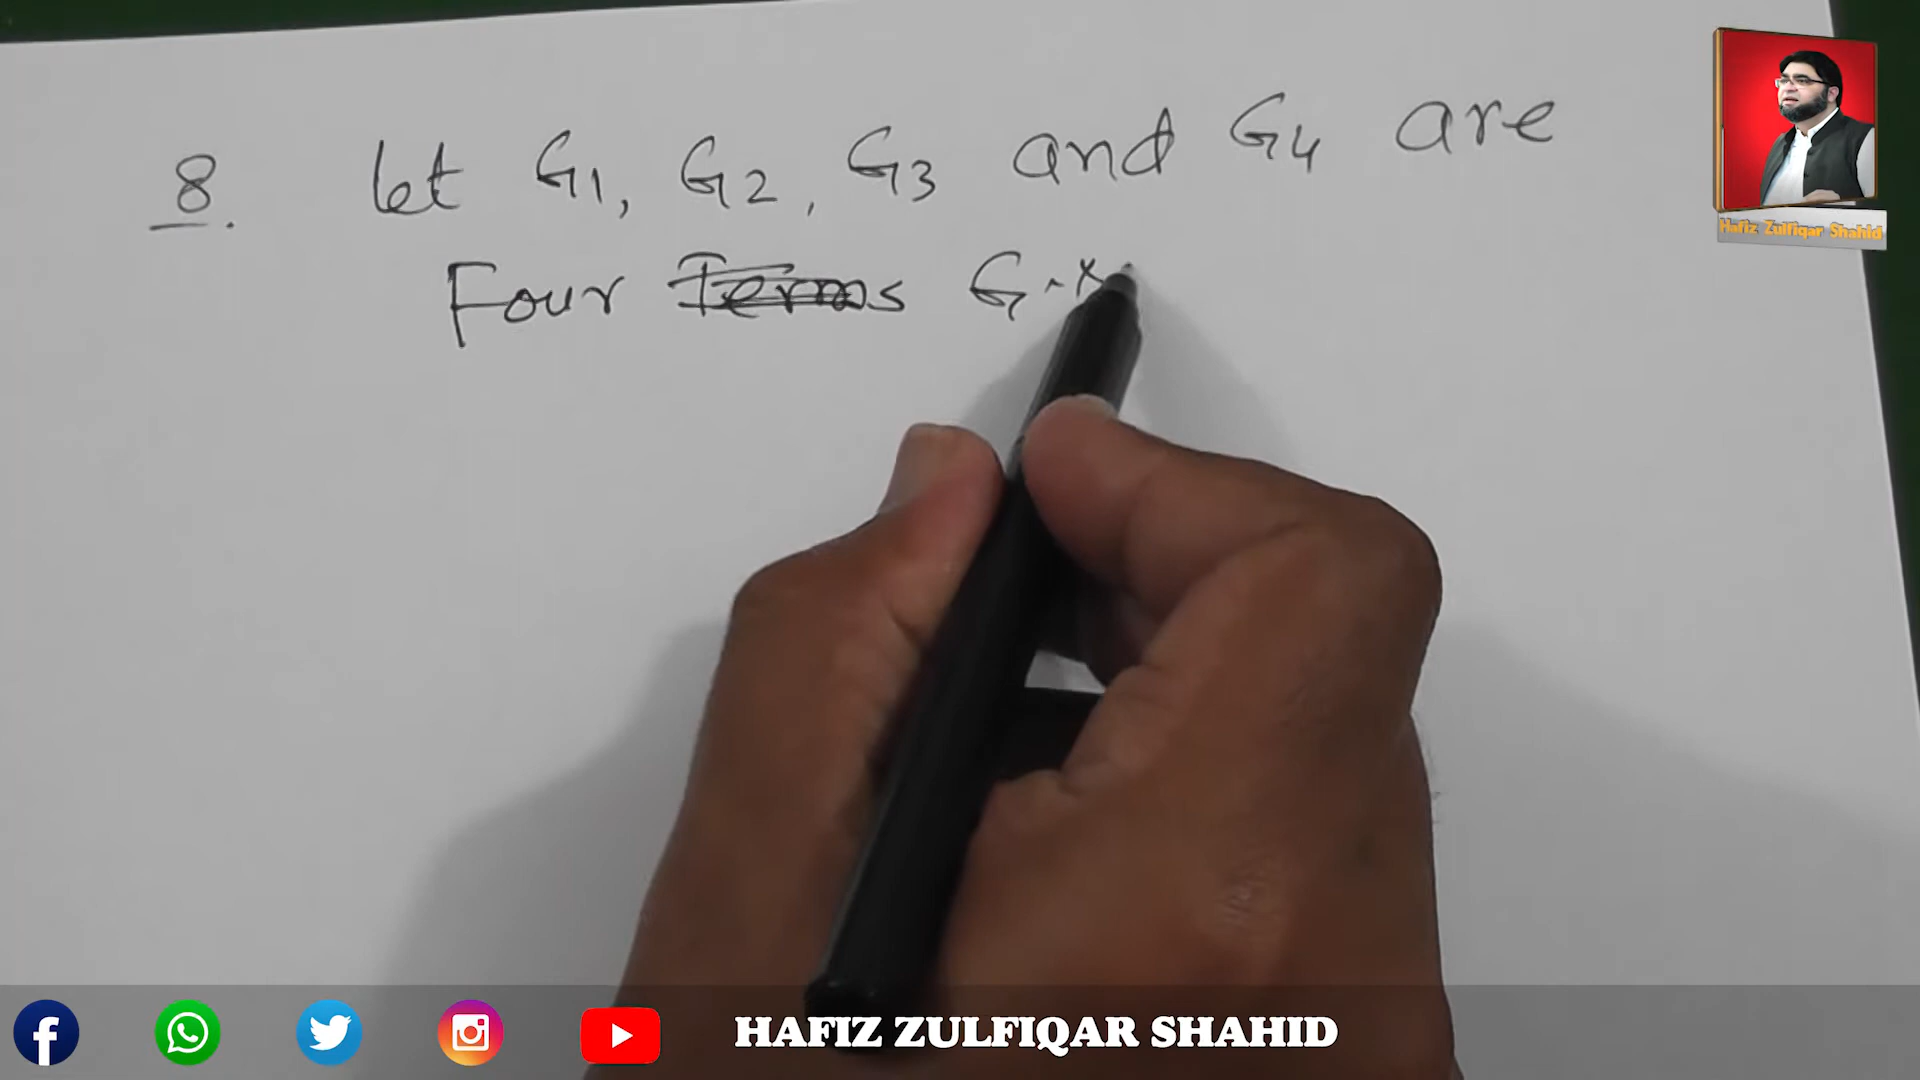 8. let G1, G2, G3 and G4 are
Four Terms G.
Hafiz Zulfiqar Shahid
HAFIZ ZULFIQAR SHAHID